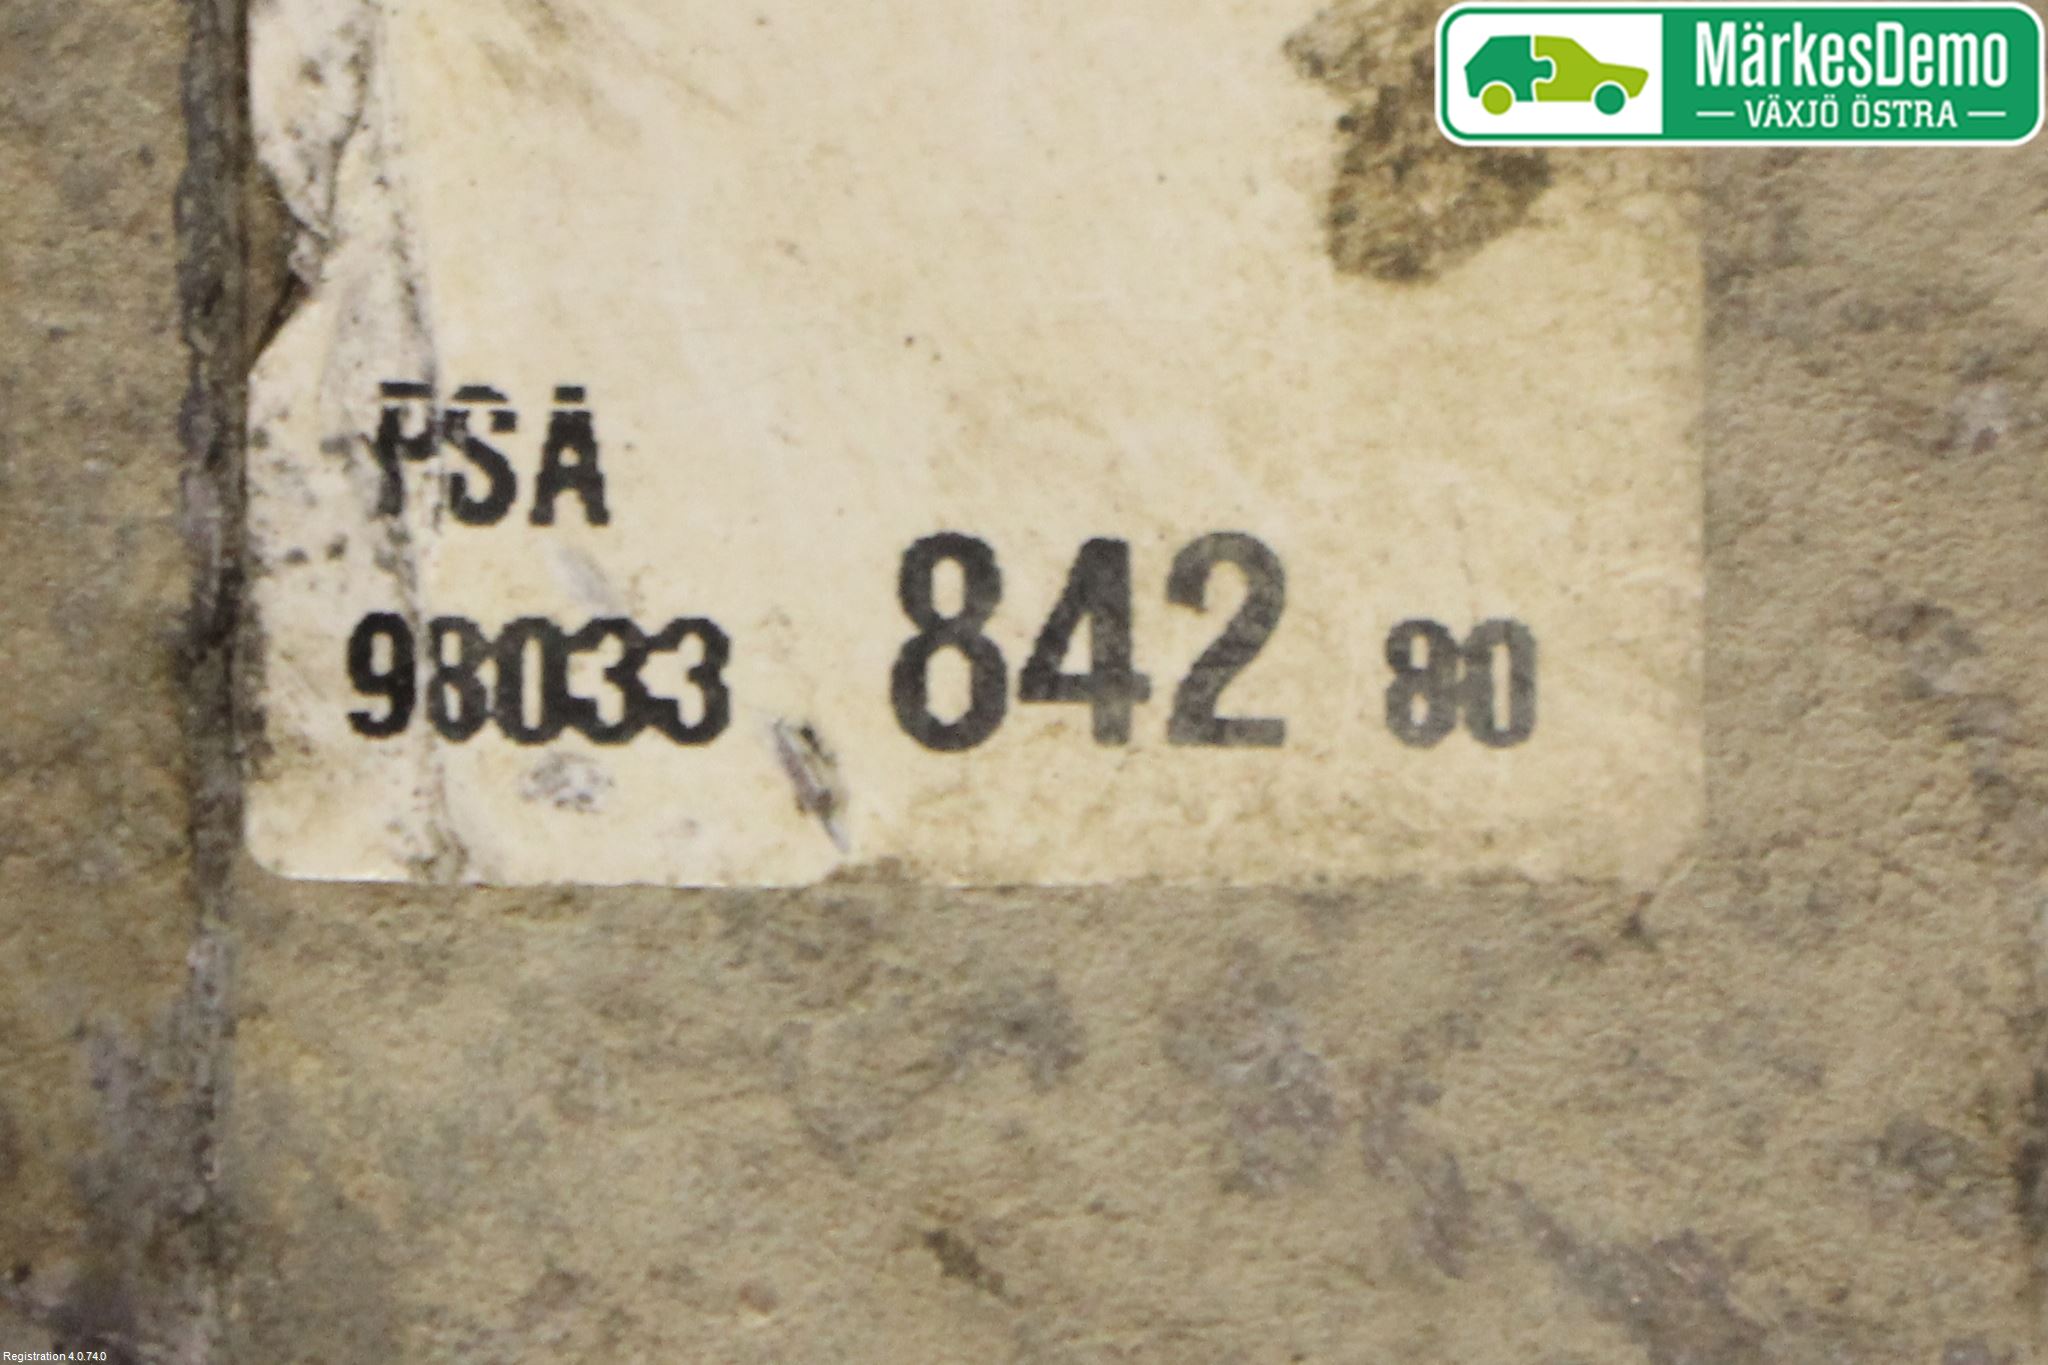 MärkesDemo
VÄXJÖ ÖSTRA
PSA
98033 842 80
Registration 4.0.74.0